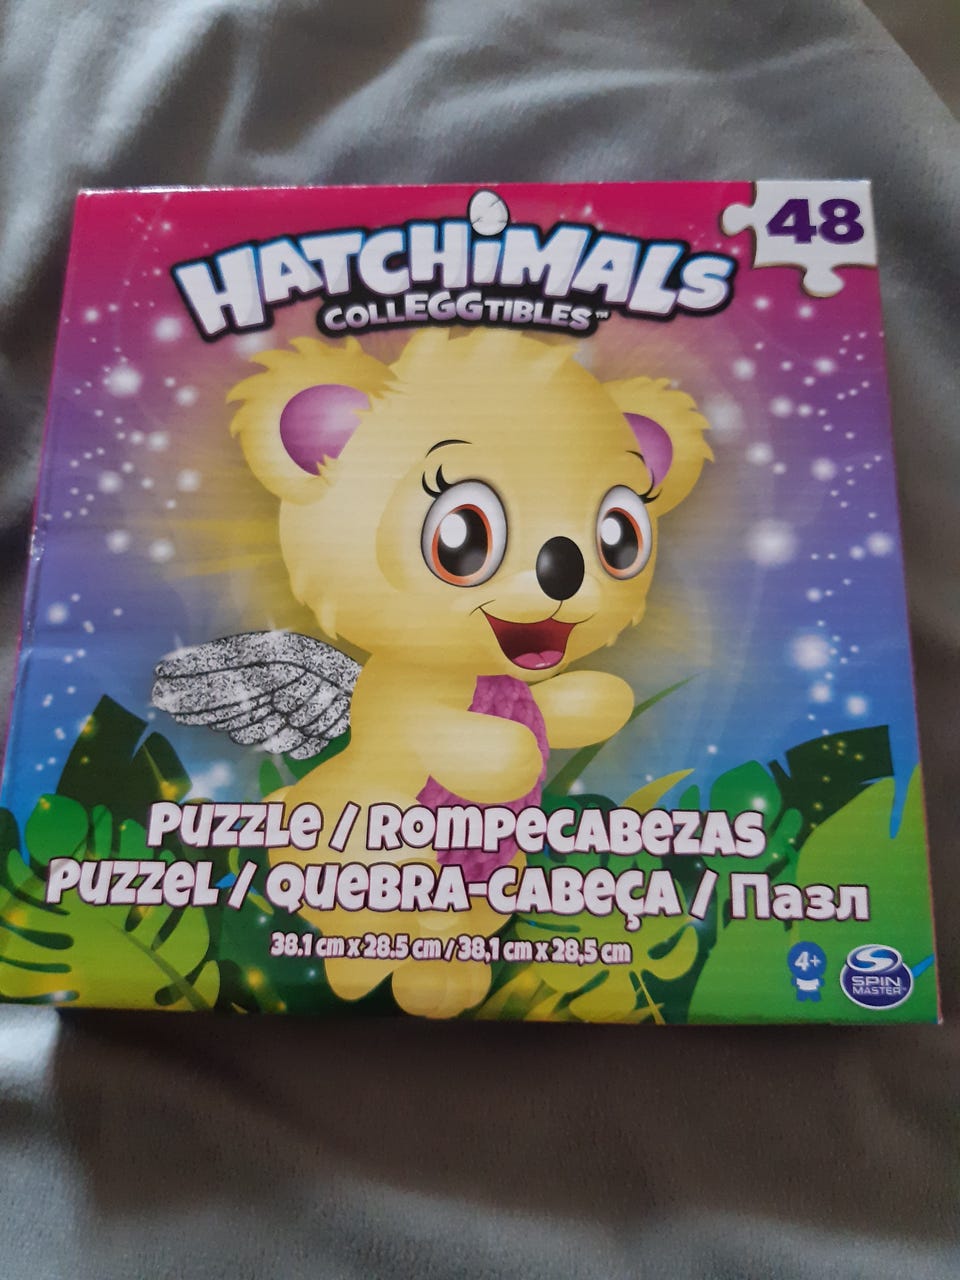 48
HATCHiMALS
COLLEGGTIBLES™
PUZZLE / ROMPECABEZAS
PUZZEL / QUEBRA-CABEÇA / Пазл
38.1 cm x 28.5 cm / 38,1 cm x 28,5 cm
4+
SPIN
MASTER™